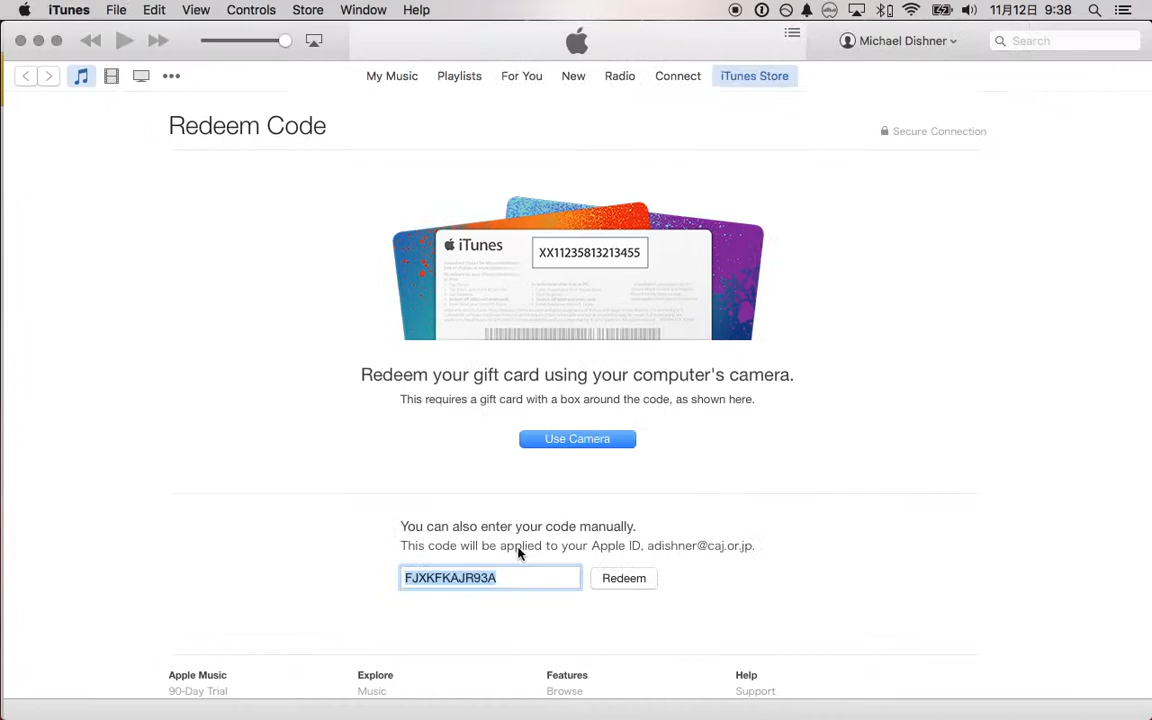 iTunes File Edit View Controls Store Window Help 11月12日 9:38
Michael Dishner Search
My Music Playlists For You New Radio Connect iTunes Store
Redeem Code
Secure Connection
iTunes
XX11235813213455
Redeem your gift card using your computer's camera.
This requires a gift card with a box around the code, as shown here.
Use Camera
You can also enter your code manually.
This code will be applied to your Apple ID, adishner@caj.or.jp.
FJXKFKAJR93A Redeem
Apple Music Explore Features Help
90-Day Trial Music Browse Support